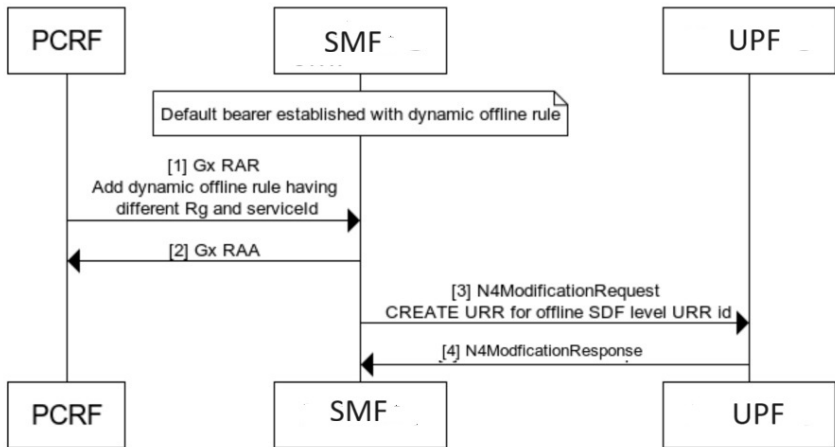 PCRF
SMF
UPF
Default bearer established with dynamic offline rule
[1] Gx RAR
Add dynamic offline rule having
different Rg and serviceId
[2] Gx RAA
[3] N4ModificationRequest
CREATE URR for offline SDF level URR id
[4] N4ModficationResponse
PCRF
SMF
UPF